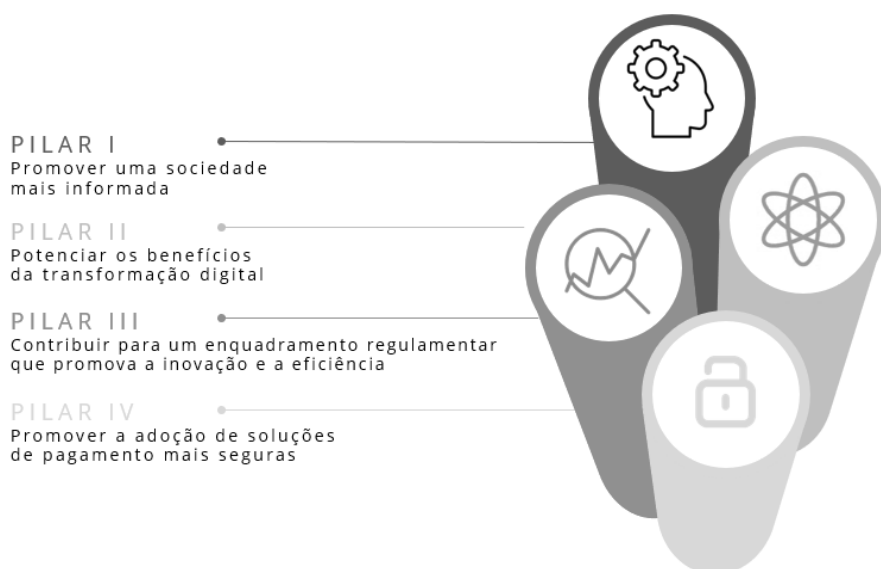 PILAR I
Promover uma sociedade
mais informada
PILAR II
Potenciar os benefícios
da transformação digital
PILAR III
Contribuir para um enquadramento regulamentar
que promova a inovação e a eficiência
PILAR IV
Promover a adoção de soluções
de pagamento mais seguras